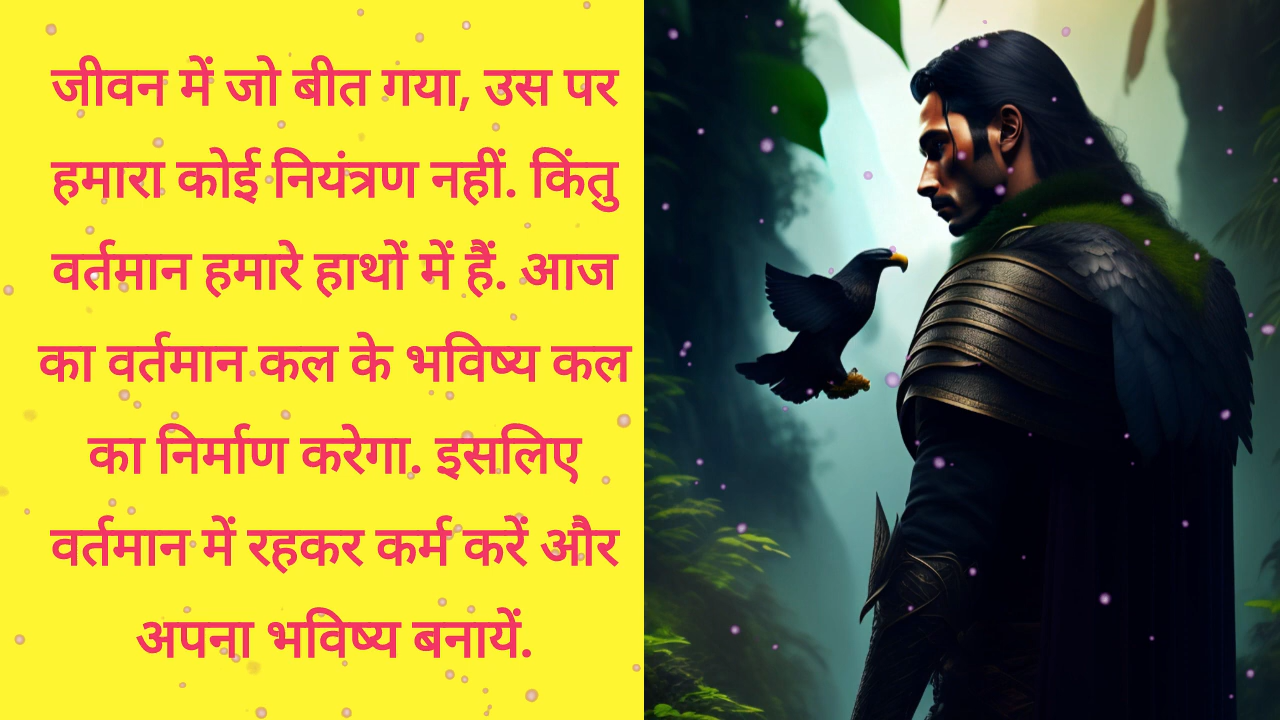 जीवन में जो बीत गया, उस पर
हमारा कोई नियंत्रण नहीं. किंतु
वर्तमान हमारे हाथों में हैं. आज
का वर्तमान कल के भविष्य कल
का निर्माण करेगा. इसलिए
वर्तमान में रहकर कर्म करें और
अपना भविष्य बनायें.